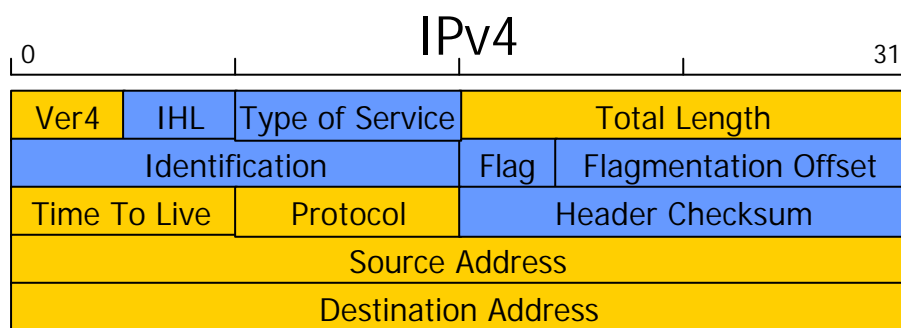 IPv4
0 31
Ver4 IHL Type of Service Total Length
Identification Flag Flagmentation Offset
Time To Live Protocol Header Checksum
Source Address
Destination Address